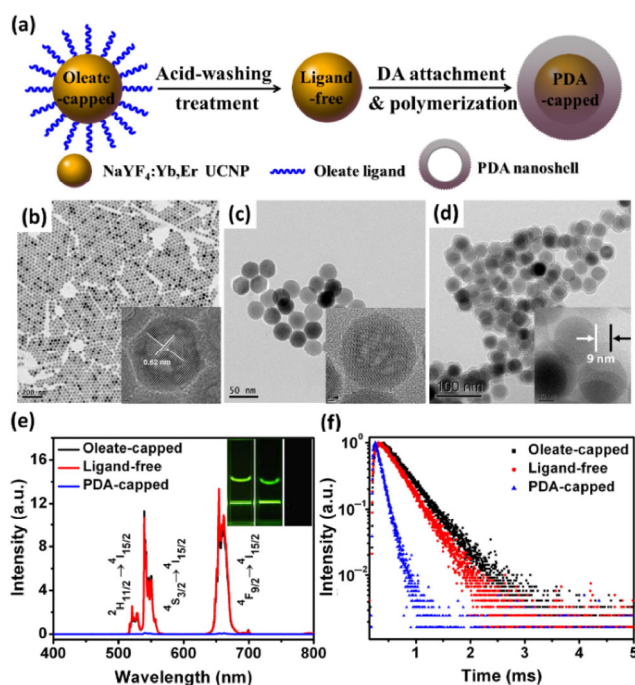 (a)
Oleate
-capped
Acid-washing
treatment
Ligand
-free
DA attachment
& polymerization
PDA
-capped
NaYF₄:Yb,Er UCNP
Oleate ligand
PDA nanoshell
(b)
200 nm
0.52 nm
(c)
50 nm
(d)
100 nm
9 nm
(e)
Oleate-capped
Ligand-free
PDA-capped
Intensity (a.u.)
16
12
8
4
0
²H₁₁/₂→⁴I₁₅/₂
⁴S₃/₂→⁴I₁₅/₂
⁴F₉/₂→⁴I₁₅/₂
400 500 600 700 800
Wavelength (nm)
(f)
Oleate-capped
Ligand-free
PDA-capped
Intensity (a.u.)
10⁰
10⁻¹
10⁻²
1 2 3 4 5
Time (ms)